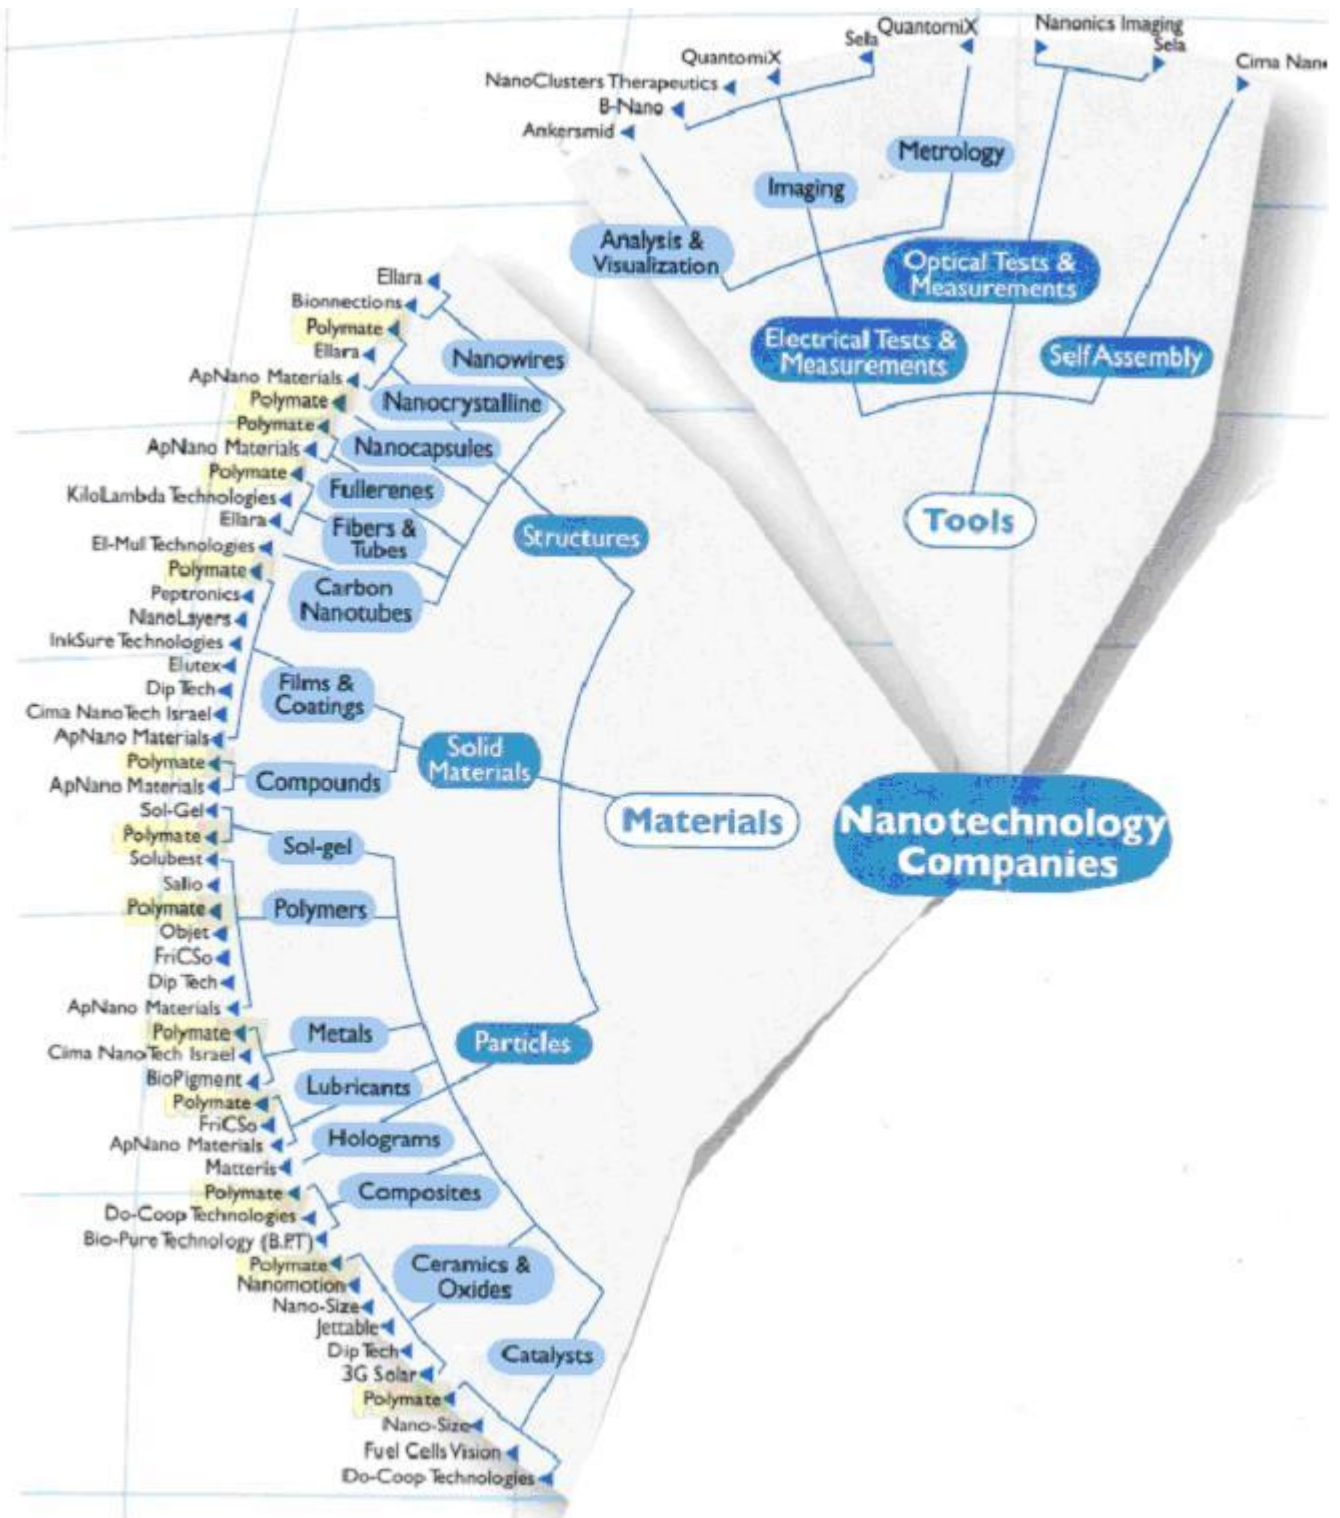 QuantomiX
Nanonics Imaging
Sela
Sela
QuantomiX
Cima Nan
NanoClusters Therapeutics
B-Nano
Ankersmid
Metrology
Imaging
Analysis &
Visualization
Optical Tests &
Measurements
Electrical Tests &
Measurements
Self Assembly
Tools
Ellara
Bionnections
Polymate
Ellara
Nanowires
ApNano Materials
Polymate
Nanocrystalline
Polymate
ApNano Materials
Nanocapsules
Polymate
Fullerenes
KiloLambda Technologies
Ellara
Fibers &
Tubes
Structures
El-Mul Technologies
Polymate
Peptronics
Carbon
Nanotubes
NanoLayers
InkSure Technologies
Elutex
Dip Tech
Films &
Coatings
Cima NanoTech Israel
ApNano Materials
Solid
Materials
Polymate
ApNano Materials
Compounds
Sol-Gel
Polymate
Sol-gel
Materials
Nanotechnology
Companies
Solubest
Salio
Polymate
Polymers
Objet
FriCSo
Dip Tech
ApNano Materials
Polymate
Metals
Particles
Cima NanoTech Israel
BioPigment
Lubricants
Polymate
FriCSo
ApNano Materials
Holograms
Matteris
Polymate
Composites
Do-Coop Technologies
Bio-Pure Technology (B.P.T)
Polymate
Ceramics &
Oxides
Nanomotion
Nano-Size
Jettable
Dip Tech
Catalysts
3G Solar
Polymate
Nano-Size
Fuel Cells Vision
Do-Coop Technologies